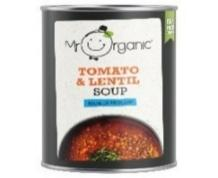 Mr Organic
TOMATO
& LENTIL
SOUP